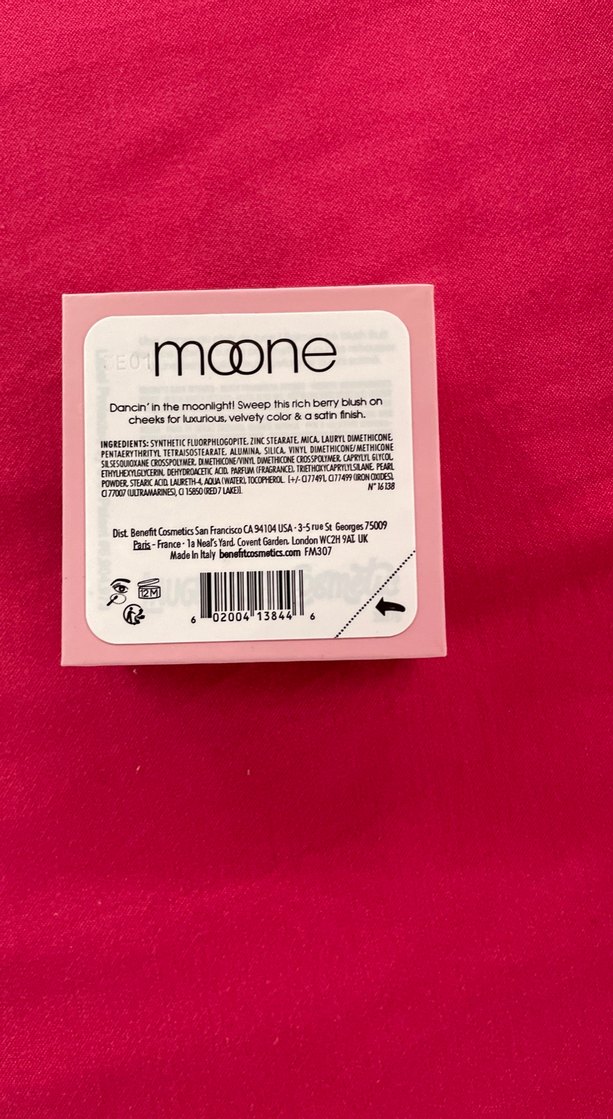 E01
moone
Dancin' in the moonlight! Sweep this rich berry blush on
cheeks for luxurious, velvety color & a satin finish.
INGREDIENTS: SYNTHETIC FLUORPHLOGOPITE, ZINC STEARATE, MICA, LAURYL DIMETHICONE,
PENTAERYTHRITYL TETRAISOSTEARATE, ALUMINA, SILICA, VINYL DIMETHICONE/METHICONE
SILSESQUIOXANE CROSSPOLYMER, DIMETHICONE/VINYL DIMETHICONE CROSSPOLYMER, CAPRYLYL GLYCOL,
ETHYLHEXYLGLYCERIN, DEHYDROACETIC ACID, PARFUM (FRAGRANCE), TRIETHOXYCAPRYLYLSILANE, PEARL
POWDER, STEARIC ACID, LAURETH-4, AQUA (WATER), TOCOPHEROL. [+/- CI 77491, CI 77499 (IRON OXIDES),
CI 77007 (ULTRAMARINES), CI 15850 (RED 7 LAKE)].
N° 16138
Dist. Benefit Cosmetics San Francisco CA 94104 USA · 3-5 rue St Georges 75009
Paris - France · 1a Neal's Yard, Covent Garden, London WC2H 9AT, UK
Made In Italy benefitcosmetics.com FM307
12M
6 02004 13844 6